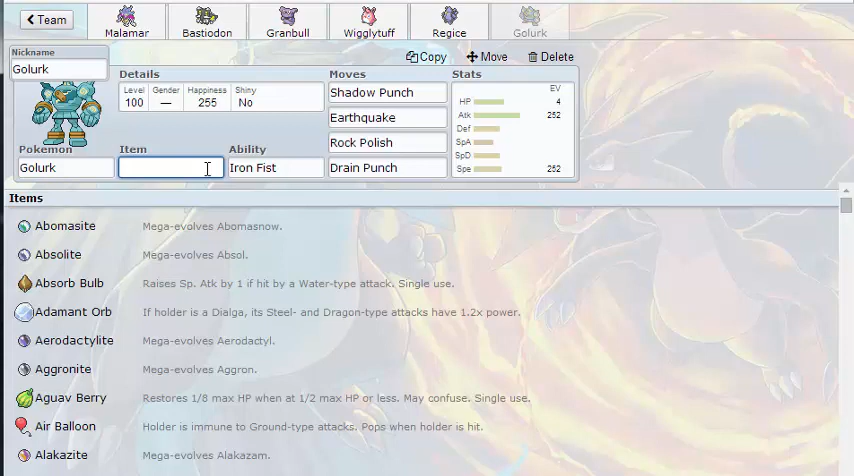 Team
Malamar
Bastiodon
Granbull
Wigglytuff
Regice
Golurk
Copy
Move
Delete
Nickname
Golurk
Details
Level
Gender
Happiness
Shiny
100
—
255
No
Moves
Shadow Punch
Earthquake
Rock Polish
Drain Punch
Stats
EV
HP 4
Atk 252
Def
SpA
SpD
Spe 252
Pokemon
Golurk
Item
Ability
Iron Fist
Items
Abomasite Mega-evolves Abomasnow.
Absolite Mega-evolves Absol.
Absorb Bulb Raises Sp. Atk by 1 if hit by a Water-type attack. Single use.
Adamant Orb If holder is a Dialga, its Steel- and Dragon-type attacks have 1.2x power.
Aerodactylite Mega-evolves Aerodactyl.
Aggronite Mega-evolves Aggron.
Aguav Berry Restores 1/8 max HP when at 1/2 max HP or less. May confuse. Single use.
Air Balloon Holder is immune to Ground-type attacks. Pops when holder is hit.
Alakazite Mega-evolves Alakazam.